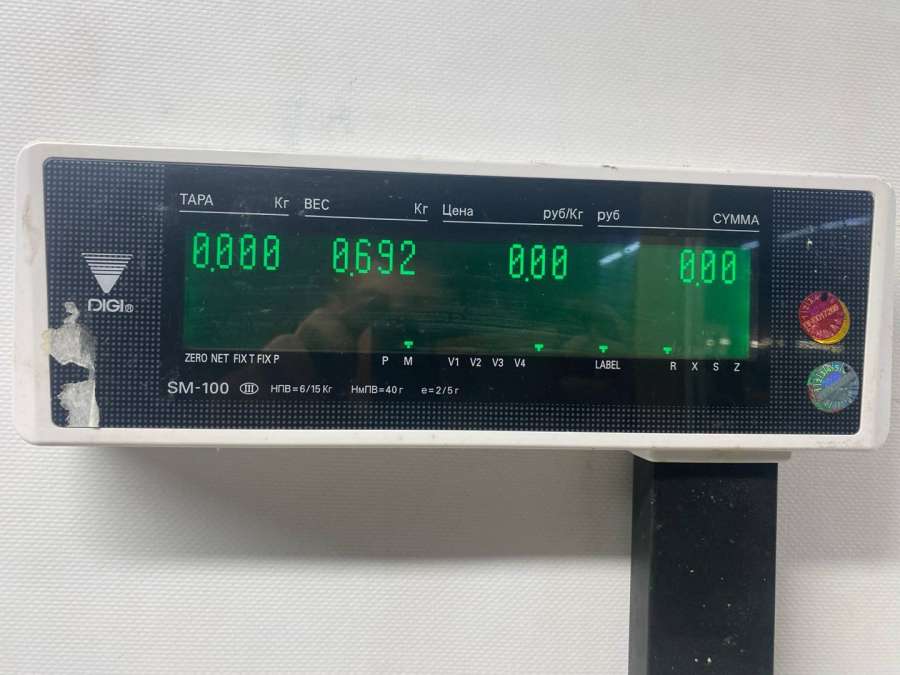 ТАРА Кг ВЕС Кг Цена руб/Кг руб СУММА
0.000 0.692 0.00 0.00
DIGI®
ZERO NET FIX T FIX P P M V1 V2 V3 V4 LABEL R X S Z
SM-100 III НПВ=6/15 Кг НмПВ=40 г e=2/5 г